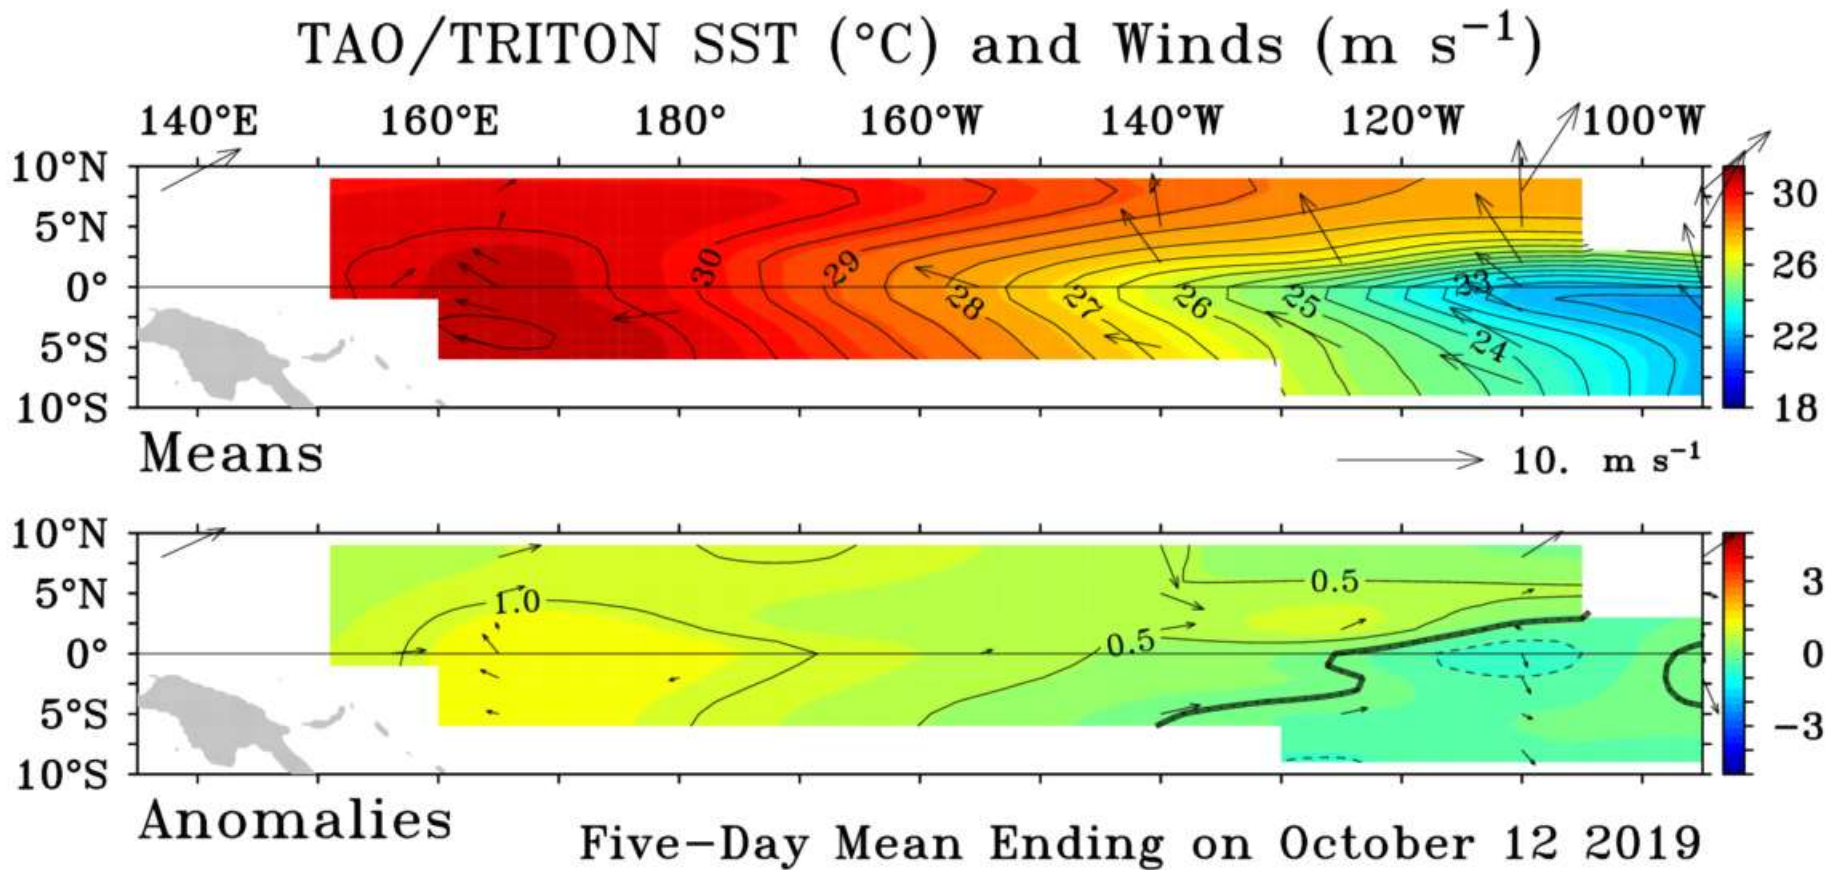 TAO/TRITON SST (°C) and Winds (m s⁻¹)
140°E 160°E 180° 160°W 140°W 120°W 100°W
10°N
5°N
0°
5°S
10°S
30 29 28 27 26 25 23 24
30
26
22
18
Means
10. m s⁻¹
10°N
5°N
0°
5°S
10°S
1.0 0.5 0.5
3
0
−3
Anomalies
Five−Day Mean Ending on October 12 2019